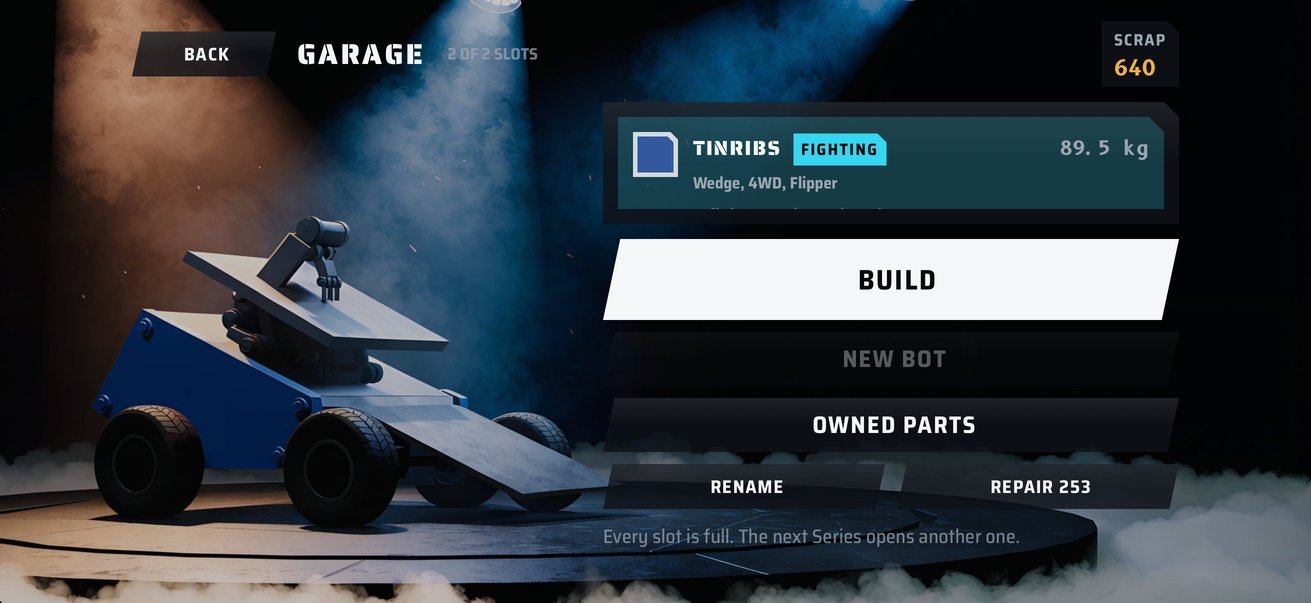 BACK
GARAGE
2 OF 2 SLOTS
SCRAP
640
TINRIBS
FIGHTING
89.5 kg
Wedge, 4WD, Flipper
BUILD
NEW BOT
OWNED PARTS
RENAME
REPAIR 253
Every slot is full. The next Series opens another one.